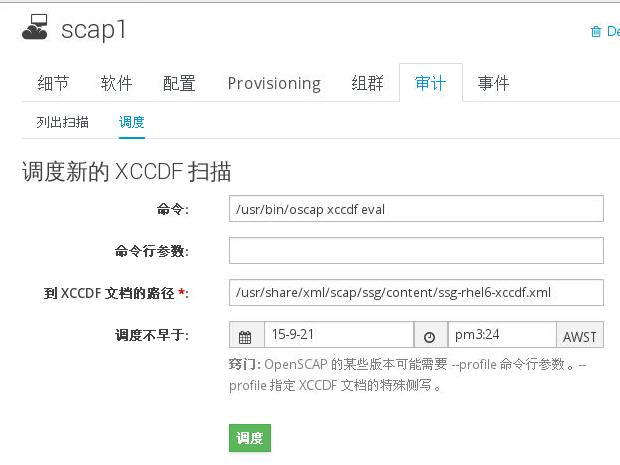 scap1
De
细节 软件 配置 Provisioning 组群 审计 事件
列出扫描 调度
调度新的 XCCDF 扫描
命令: /usr/bin/oscap xccdf eval
命令行参数:
到 XCCDF 文档的路径 *: /usr/share/xml/scap/ssg/content/ssg-rhel6-xccdf.xml
调度不早于: 15-9-21 pm3:24 AWST
窍门: OpenSCAP 的某些版本可能需要 --profile 命令行参数。--
profile 指定 XCCDF 文档的特殊侧写。
调度